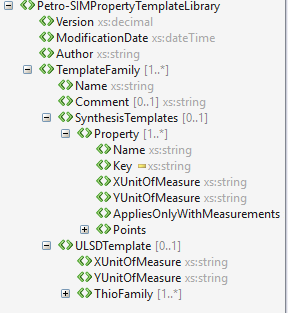 Petro-SIMPropertyTemplateLibrary
Version xs:decimal
ModificationDate xs:dateTime
Author xs:string
TemplateFamily [1..*]
Name xs:string
Comment [0..1] xs:string
SynthesisTemplates [0..1]
Property [1..*]
Name xs:string
Key xs:string
XUnitOfMeasure xs:string
YUnitOfMeasure xs:string
AppliesOnlyWithMeasurements
Points
ULSDTemplate [0..1]
XUnitOfMeasure xs:string
YUnitOfMeasure xs:string
ThioFamily [1..*]